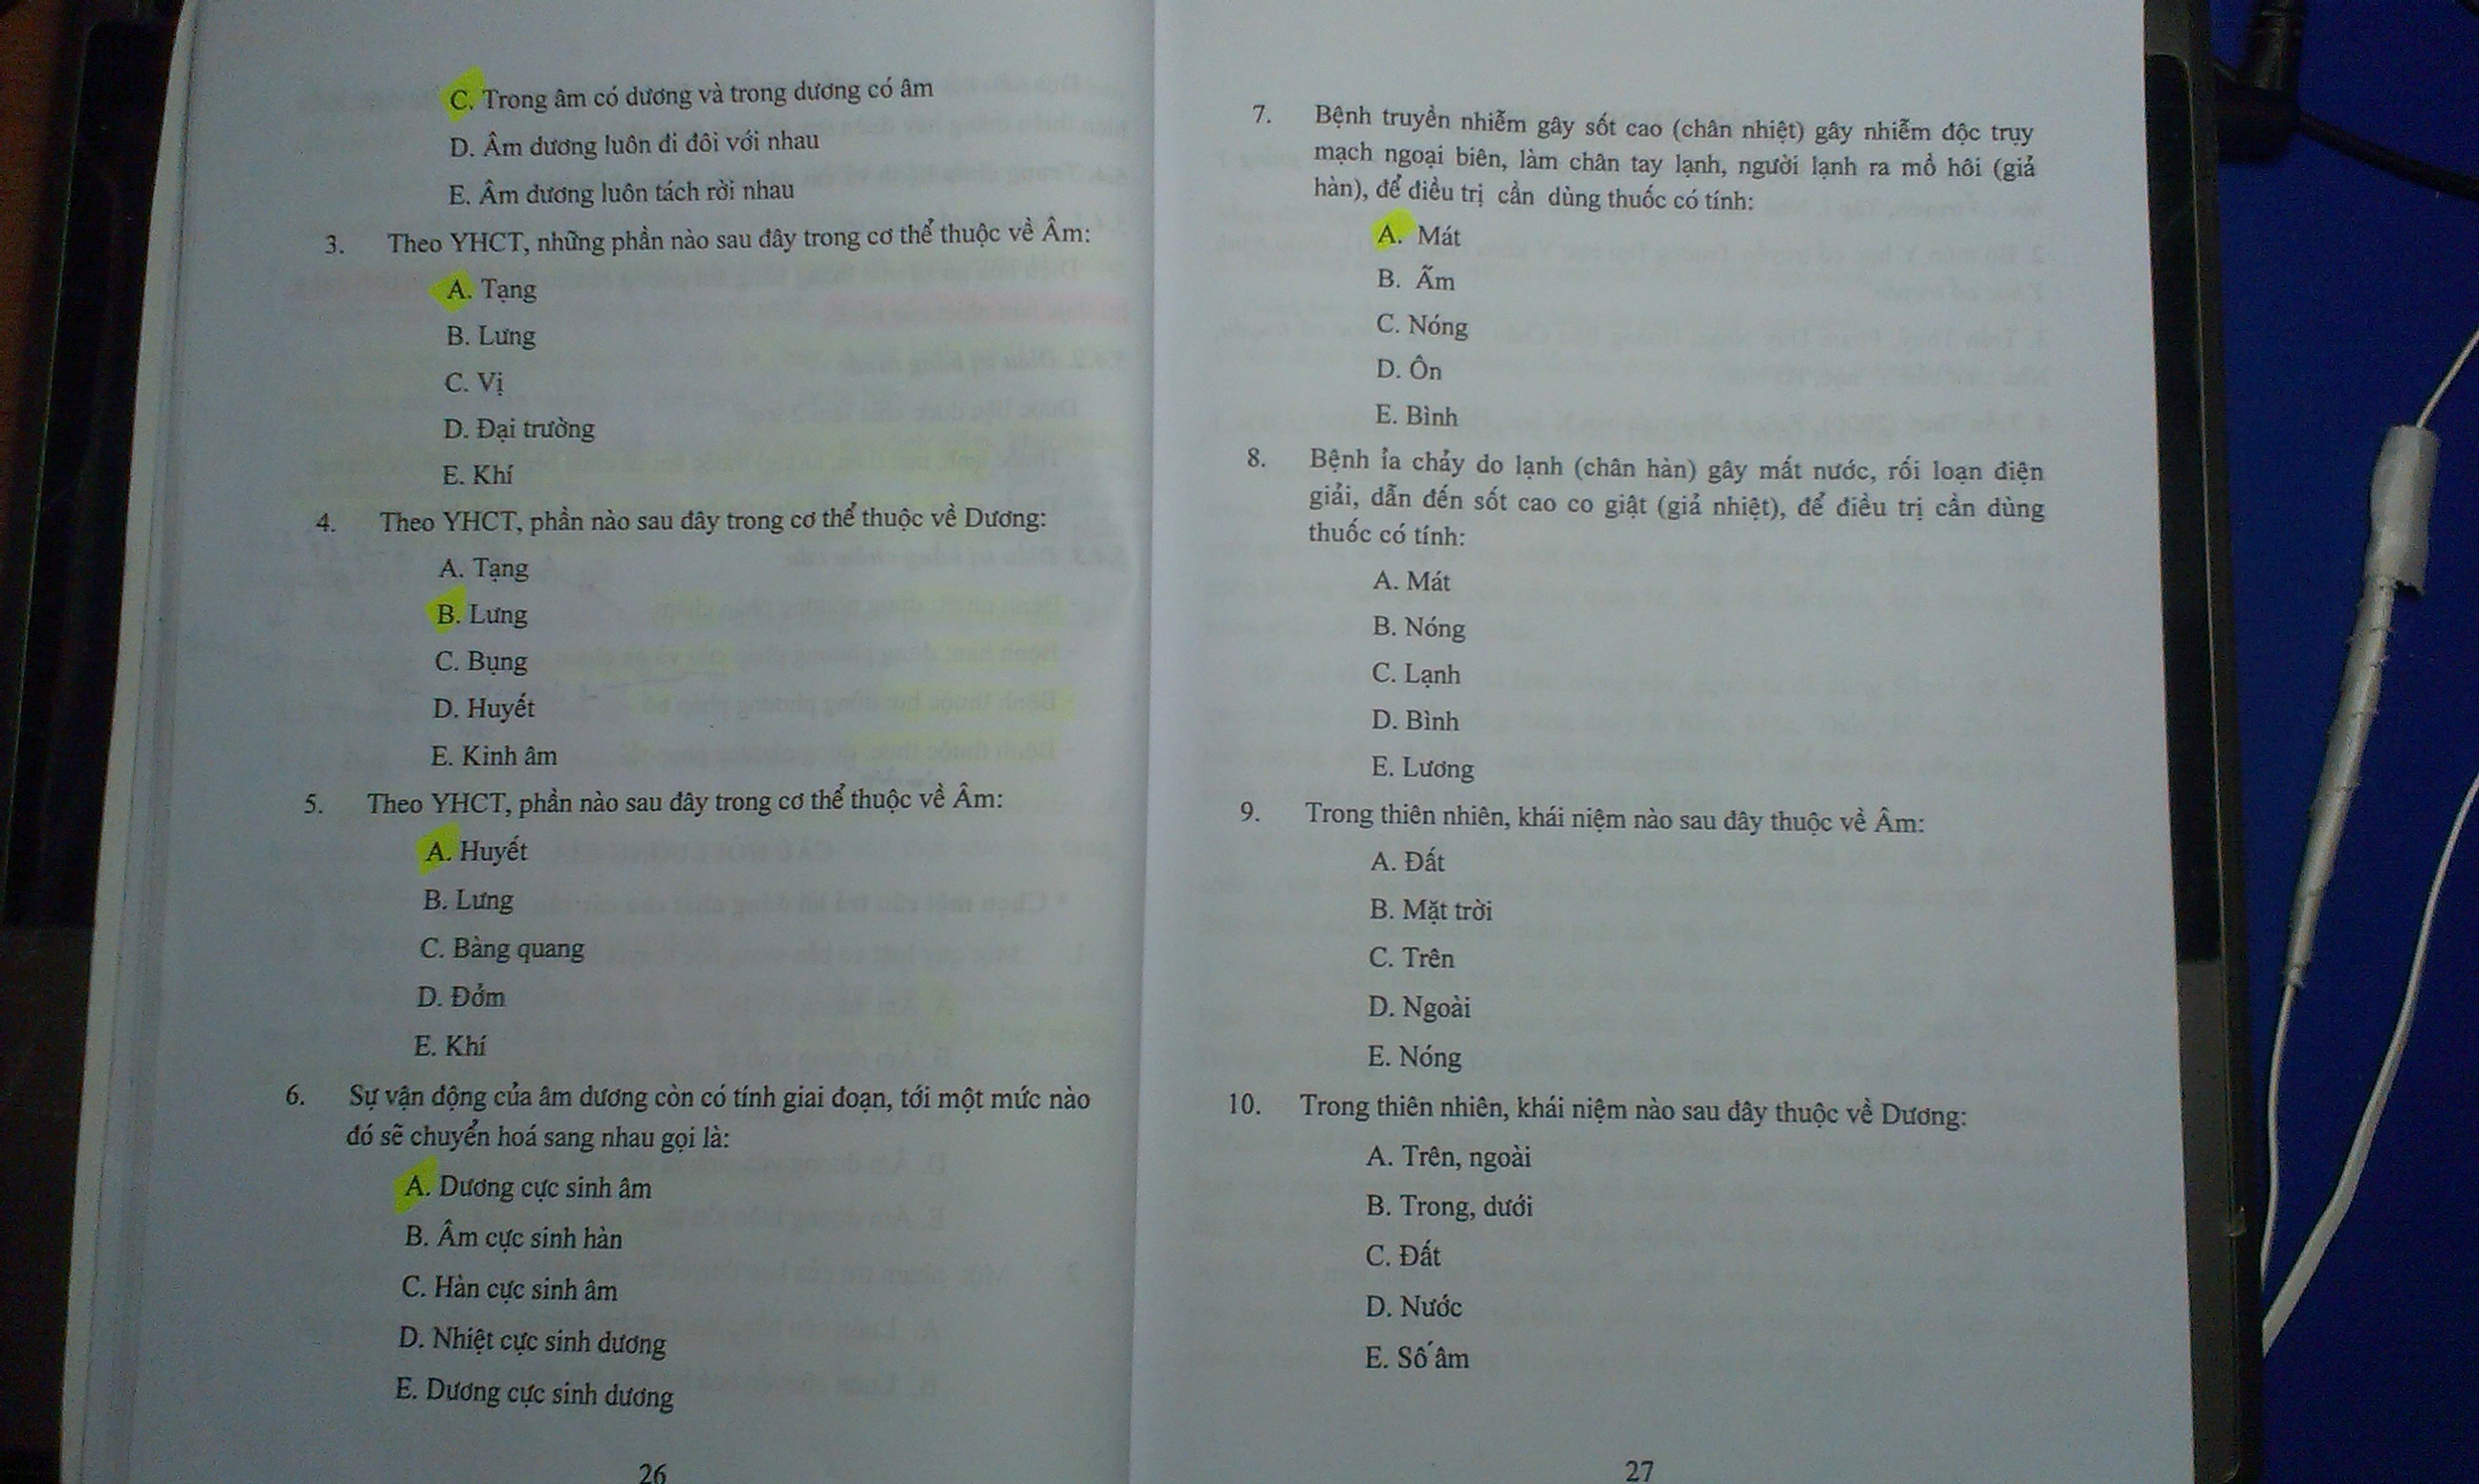 C. Trong âm có dương và trong dương có âm
D. Âm dương luôn đi đôi với nhau
E. Âm dương luôn tách rời nhau
3. Theo YHCT, những phần nào sau đây trong cơ thể thuộc về Âm:
A. Tạng
B. Lưng
C. Vị
D. Đại trường
E. Khí
4. Theo YHCT, phần nào sau đây trong cơ thể thuộc về Dương:
A. Tạng
B. Lưng
C. Bụng
D. Huyết
E. Kinh âm
5. Theo YHCT, phần nào sau đây trong cơ thể thuộc về Âm:
A. Huyết
B. Lưng
C. Bàng quang
D. Đởm
E. Khí
6. Sự vận động của âm dương còn có tính giai đoạn, tới một mức nào
đó sẽ chuyển hoá sang nhau gọi là:
A. Dương cực sinh âm
B. Âm cực sinh hàn
C. Hàn cực sinh âm
D. Nhiệt cực sinh dương
E. Dương cực sinh dương
26
7. Bệnh truyền nhiễm gây sốt cao (chân nhiệt) gây nhiễm độc trụy
mạch ngoại biên, làm chân tay lạnh, người lạnh ra mồ hôi (giả
hàn), để điều trị cần dùng thuốc có tính:
A. Mát
B. Ấm
C. Nóng
D. Ôn
E. Bình
8. Bệnh ỉa chảy do lạnh (chân hàn) gây mất nước, rối loạn điện
giải, dẫn đến sốt cao co giật (giả nhiệt), để điều trị cần dùng
thuốc có tính:
A. Mát
B. Nóng
C. Lạnh
D. Bình
E. Lương
9. Trong thiên nhiên, khái niệm nào sau đây thuộc về Âm:
A. Đất
B. Mặt trời
C. Trên
D. Ngoài
E. Nóng
10. Trong thiên nhiên, khái niệm nào sau đây thuộc về Dương:
A. Trên, ngoài
B. Trong, dưới
C. Đất
D. Nước
E. Số âm
27